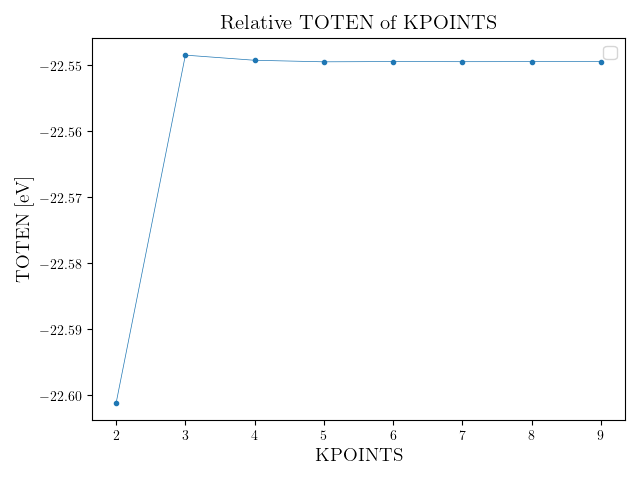 Relative TOTEN of KPOINTS
TOTEN [eV]
−22.55
−22.56
−22.57
−22.58
−22.59
−22.60
2 3 4 5 6 7 8 9
KPOINTS